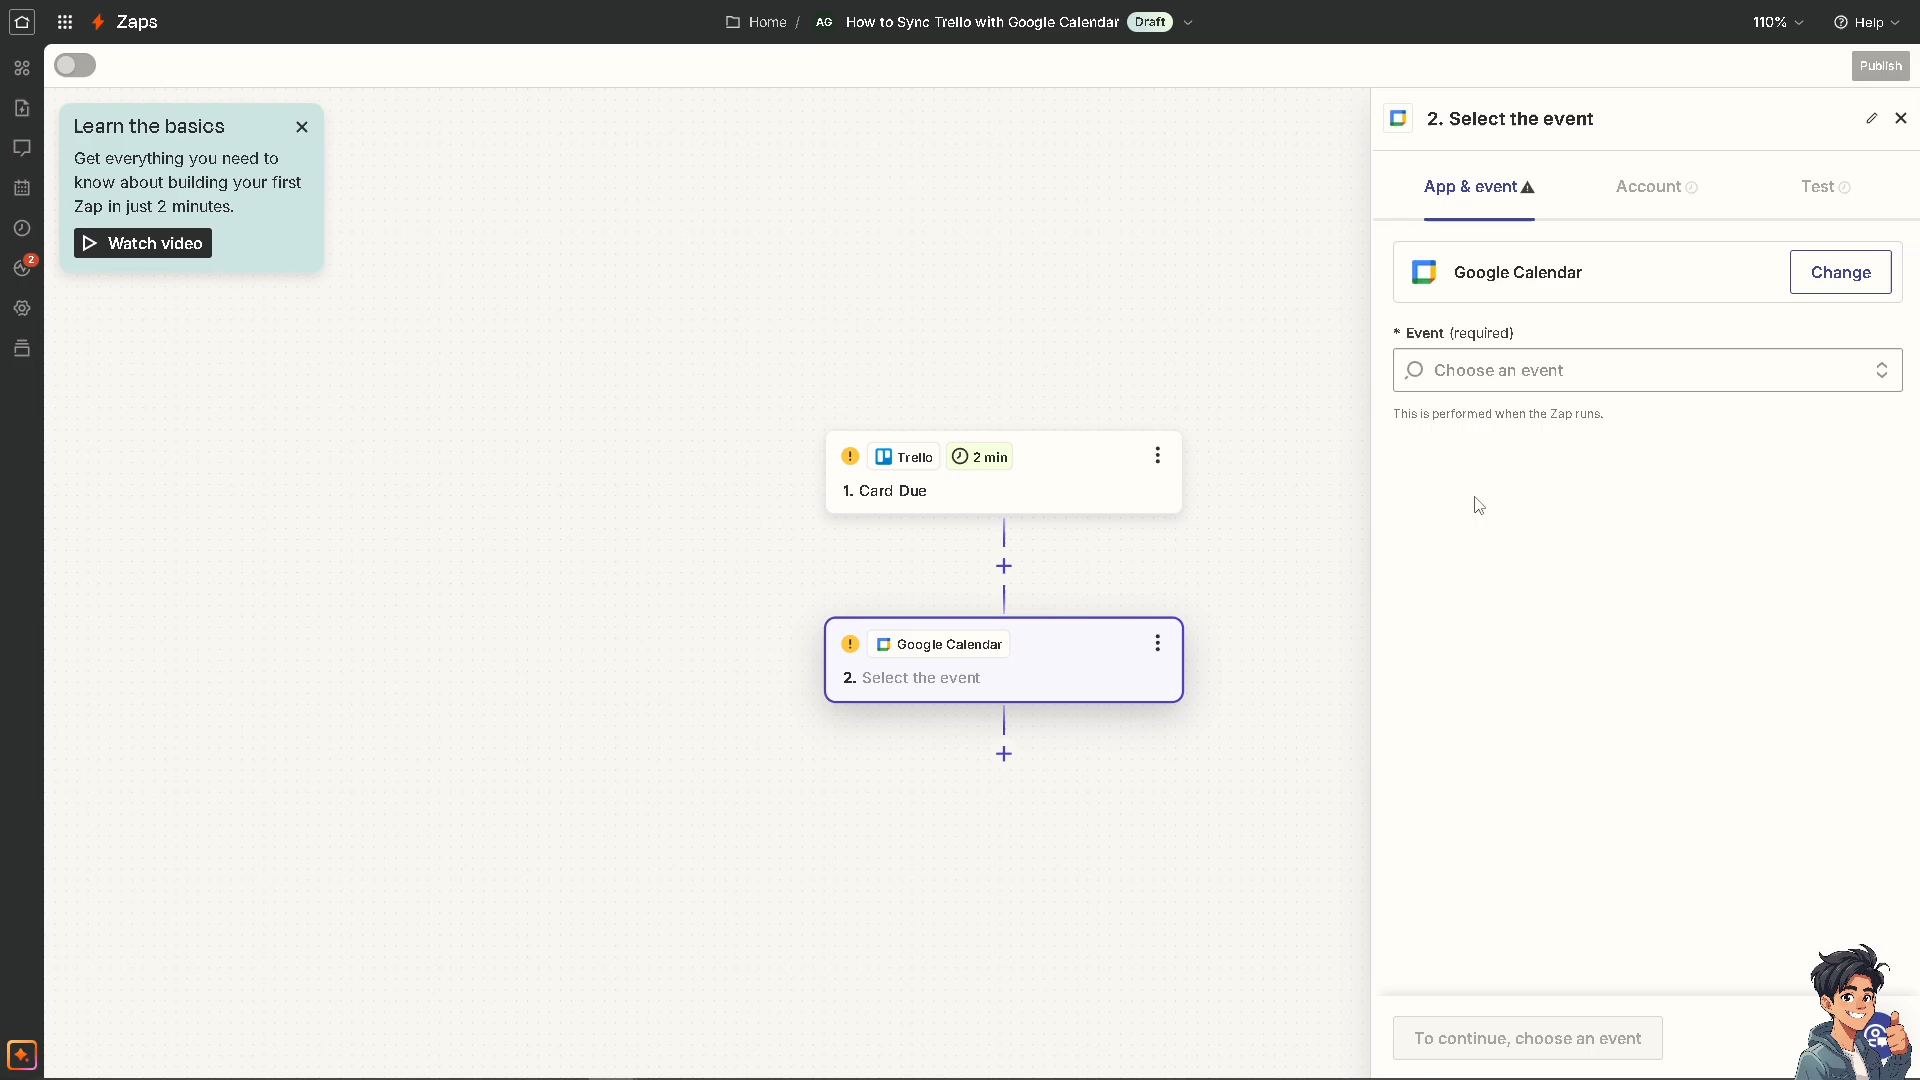 Zaps
Home / AG How to Sync Trello with Google Calendar Draft
110%
Help
Publish
Learn the basics
Get everything you need to
know about building your first
Zap in just 2 minutes.
Watch video
2
Trello 2 min
1. Card Due
Google Calendar
2. Select the event
2. Select the event
App & event
Account
Test
Google Calendar
Change
* Event (required)
Choose an event
This is performed when the Zap runs.
To continue, choose an event